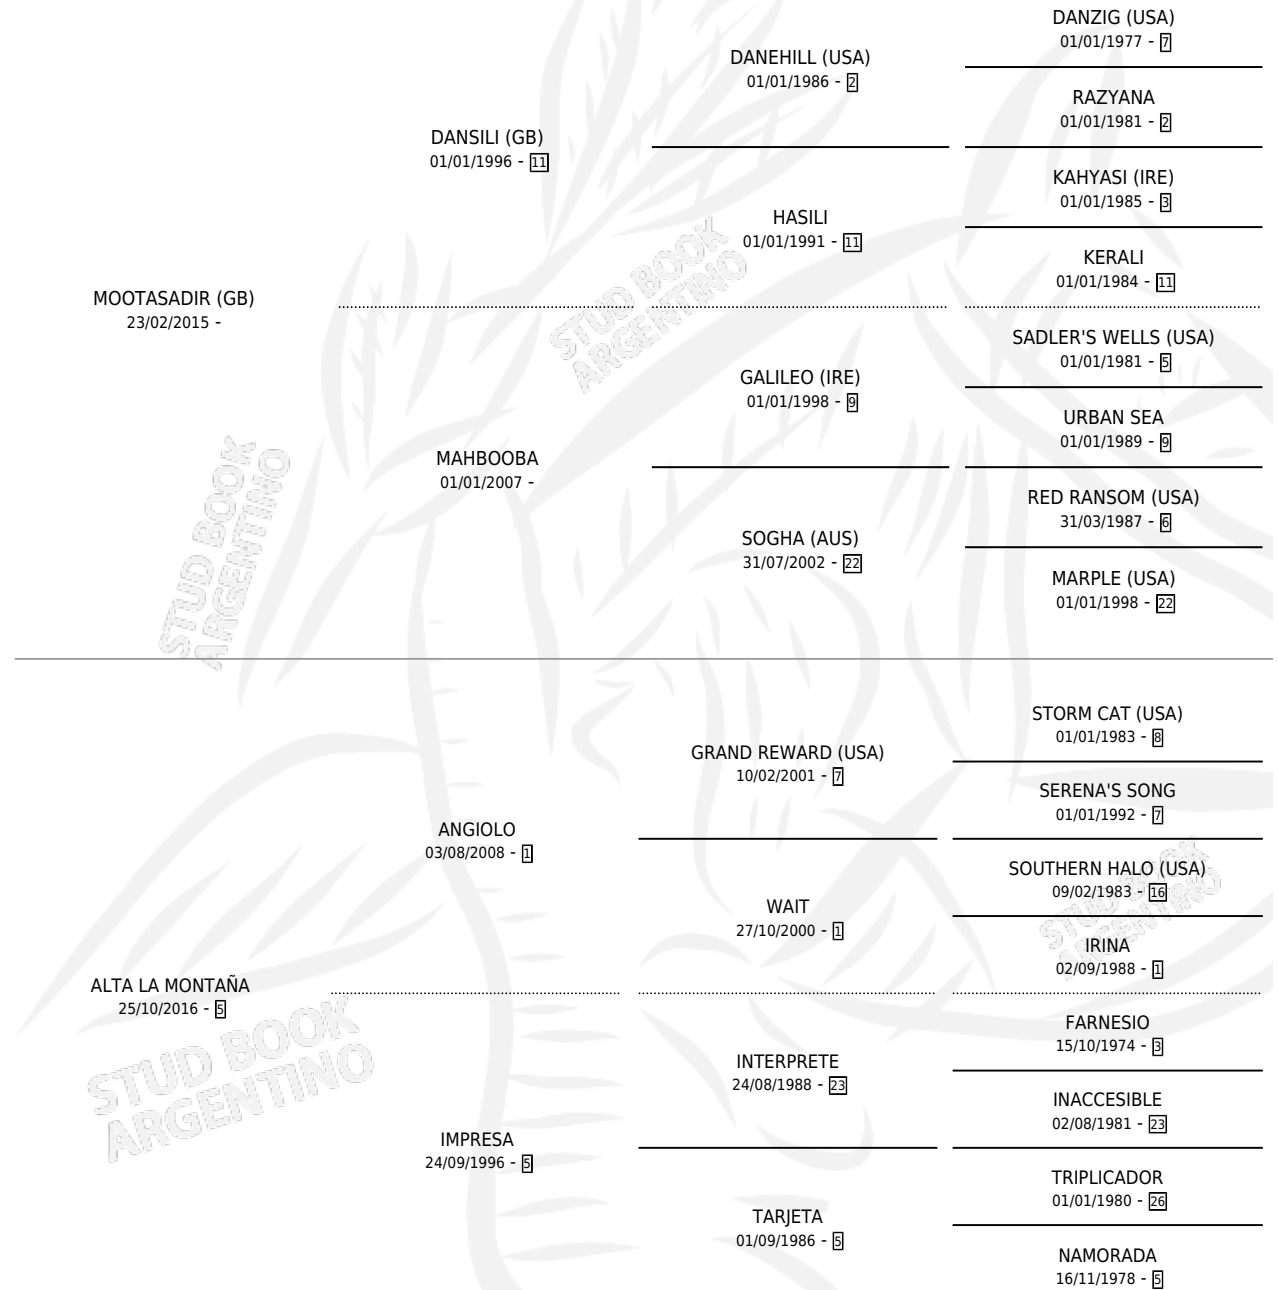 DANZIG (USA)
01/01/1977 - 7
DANEHILL (USA)
01/01/1986 - 2
RAZYANA
01/01/1981 - 2
DANSILI (GB)
01/01/1996 - 11
KAHYASI (IRE)
01/01/1985 - 3
HASILI
01/01/1991 - 11
KERALI
01/01/1984 - 11
MOOTASADIR (GB)
23/02/2015 -
SADLER'S WELLS (USA)
01/01/1981 - 5
GALILEO (IRE)
01/01/1998 - 9
URBAN SEA
01/01/1989 - 9
MAHBOOBA
01/01/2007 -
RED RANSOM (USA)
31/03/1987 - 6
SOGHA (AUS)
31/07/2002 - 22
MARPLE (USA)
01/01/1998 - 22
STORM CAT (USA)
01/01/1983 - 8
GRAND REWARD (USA)
10/02/2001 - 7
SERENA'S SONG
01/01/1992 - 7
ANGIOLO
03/08/2008 - 1
SOUTHERN HALO (USA)
09/02/1983 - 16
WAIT
27/10/2000 - 1
IRINA
02/09/1988 - 1
ALTA LA MONTAÑA
25/10/2016 - 5
FARNESIO
15/10/1974 - 3
INTERPRETE
24/08/1988 - 23
INACCESIBLE
02/08/1981 - 23
IMPRESA
24/09/1996 - 5
TRIPLICADOR
01/01/1980 - 26
TARJETA
01/09/1986 - 5
NAMORADA
16/11/1978 - 5
STUD BOOK
ARGENTINO
STUD BOOK
ARGENTINO
STUD BOOK
ARGENTINO
STUD BOOK
ARGENTINO